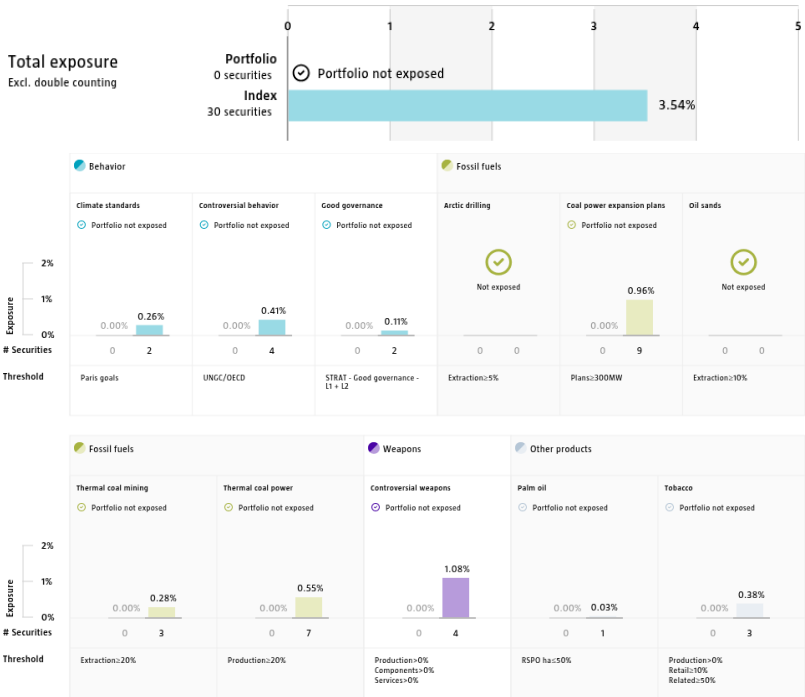 0 1 2 3 4 5
Total exposure
Excl. double counting
Portfolio
0 securities
Portfolio not exposed
Index
30 securities
3.54%
Behavior
Fossil fuels
Climate standards
Controversial behavior
Good governance
Arctic drilling
Coal power expansion plans
Oil sands
Portfolio not exposed
Portfolio not exposed
Portfolio not exposed
Portfolio not exposed
Not exposed
Not exposed
Exposure
2%
1%
0%
0.00% 0.26%
0.00% 0.41%
0.00% 0.11%
0.00% 0.96%
# Securities 0 2 0 4 0 2 0 0 0 9 0 0
Threshold
Paris goals
UNGC/OECD
STRAT - Good governance -
L1 + L2
Extraction≥5%
Plans≥300MW
Extraction≥10%
Fossil fuels
Weapons
Other products
Thermal coal mining
Thermal coal power
Controversial weapons
Palm oil
Tobacco
Portfolio not exposed
Portfolio not exposed
Portfolio not exposed
Portfolio not exposed
Portfolio not exposed
Exposure
2%
1%
0%
0.00% 0.28%
0.00% 0.55%
0.00% 1.08%
0.00% 0.03%
0.00% 0.38%
# Securities 0 3 0 7 0 4 0 1 0 3
Threshold
Extraction≥20%
Production≥20%
Production>0%
Components>0%
Services>0%
RSPO ha≤50%
Production>0%
Retail≥10%
Related≥50%